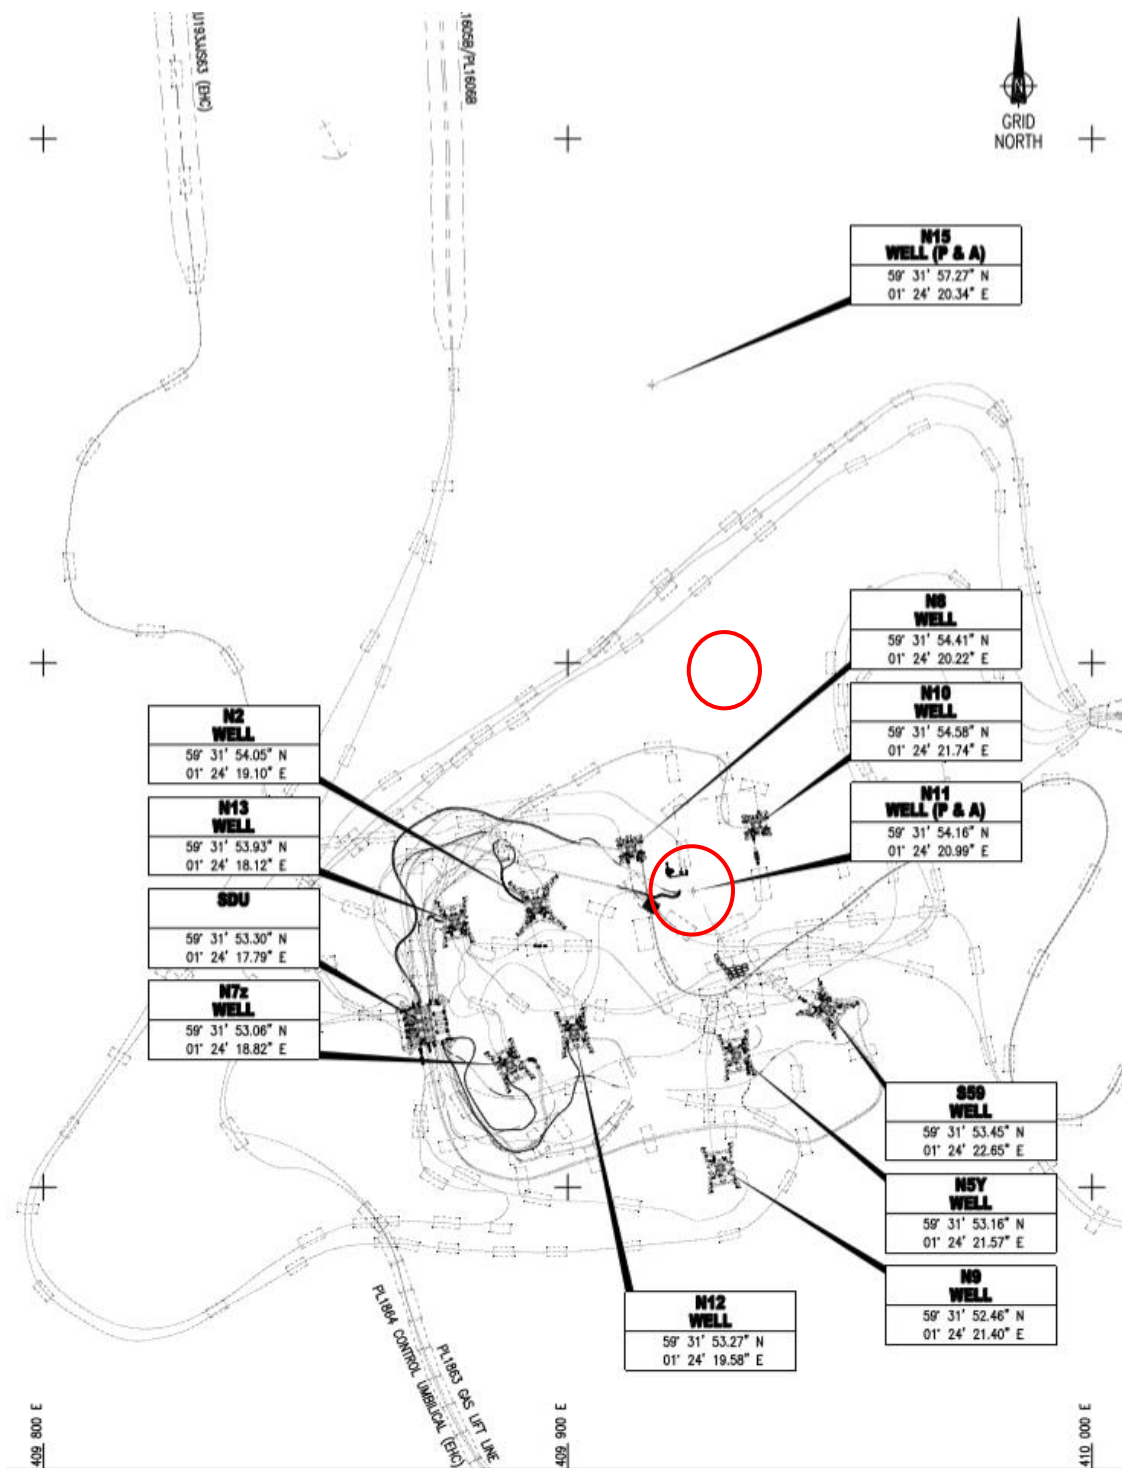 U193JJS63 (EHC)
L1605B/PL1606B
N
GRID
NORTH
N15
WELL (P & A)
59° 31' 57.27" N
01° 24' 20.34" E
N8
WELL
59° 31' 54.41" N
01° 24' 20.22" E
N10
WELL
59° 31' 54.58" N
01° 24' 21.74" E
N11
WELL (P & A)
59° 31' 54.16" N
01° 24' 20.99" E
N2
WELL
59° 31' 54.05" N
01° 24' 19.10" E
N13
WELL
59° 31' 53.93" N
01° 24' 18.12" E
SDU
59° 31' 53.30" N
01° 24' 17.79" E
N7z
WELL
59° 31' 53.06" N
01° 24' 18.82" E
S59
WELL
59° 31' 53.45" N
01° 24' 22.65" E
N5Y
WELL
59° 31' 53.16" N
01° 24' 21.57" E
N9
WELL
59° 31' 52.46" N
01° 24' 21.40" E
N12
WELL
59° 31' 53.27" N
01° 24' 19.58" E
PL1864 CONTROL UMBILICAL (EHC)
PL1863 GAS LIFT LINE
409 800 E
409 900 E
410 000 E